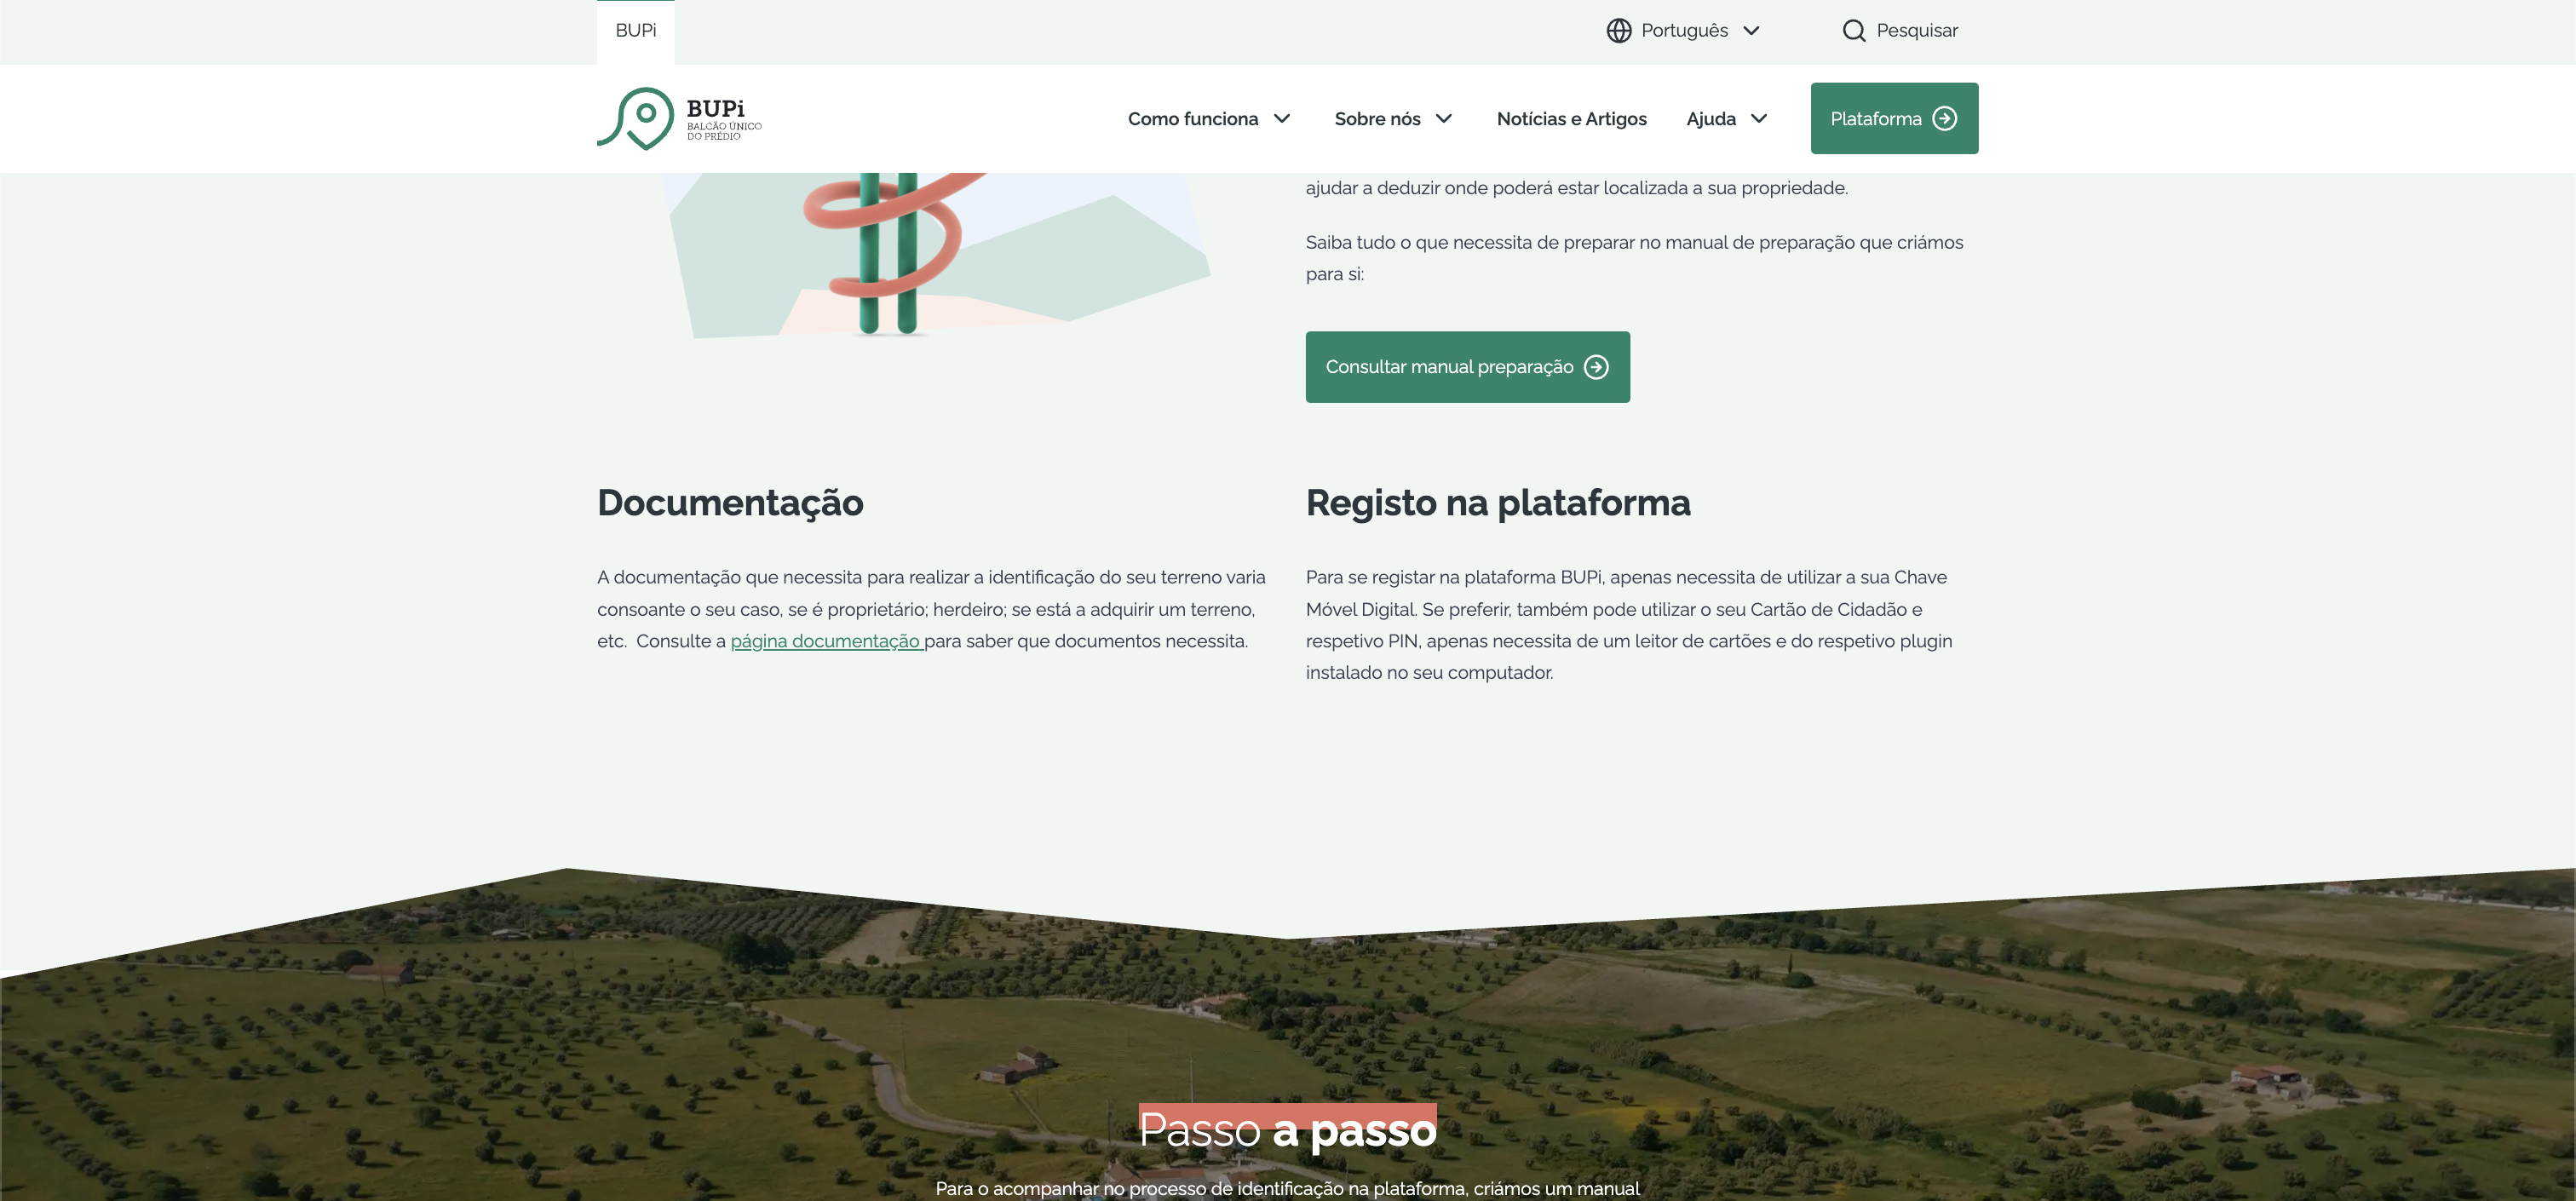 BUPi
Português
Pesquisar
BUPi
BALCÃO ÚNICO
DO PRÉDIO
Como funciona
Sobre nós
Notícias e Artigos
Ajuda
Plataforma
ajudar a deduzir onde poderá estar localizada a sua propriedade.
Saiba tudo o que necessita de preparar no manual de preparação que criámos
para si:
Consultar manual preparação
Documentação
A documentação que necessita para realizar a identificação do seu terreno varia
consoante o seu caso, se é proprietário; herdeiro; se está a adquirir um terreno,
etc.  Consulte a página documentação para saber que documentos necessita.
Registo na plataforma
Para se registar na plataforma BUPi, apenas necessita de utilizar a sua Chave
Móvel Digital. Se preferir, também pode utilizar o seu Cartão de Cidadão e
respetivo PIN, apenas necessita de um leitor de cartões e do respetivo plugin
instalado no seu computador.
Passo a passo
Para o acompanhar no processo de identificação na plataforma, criámos um manual